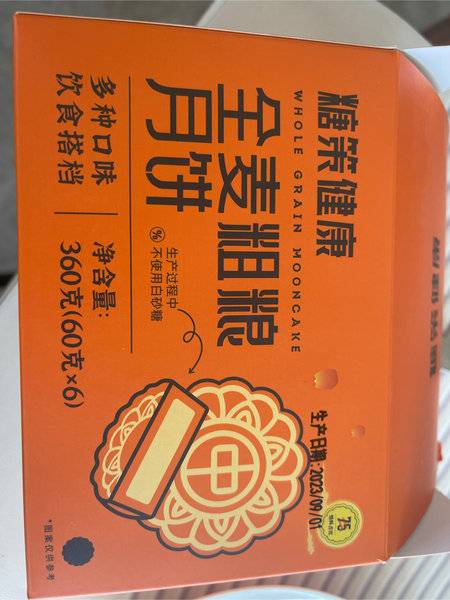 糖策健康
WHOLE GRAIN MOONCAKE
全麦粗粮
月饼
多种口味
饮食搭档
净含量:
360克(60克×6)
生产过程中
不使用白砂糖
%
生产日期:2023/09/01
75
*图案仅供参考